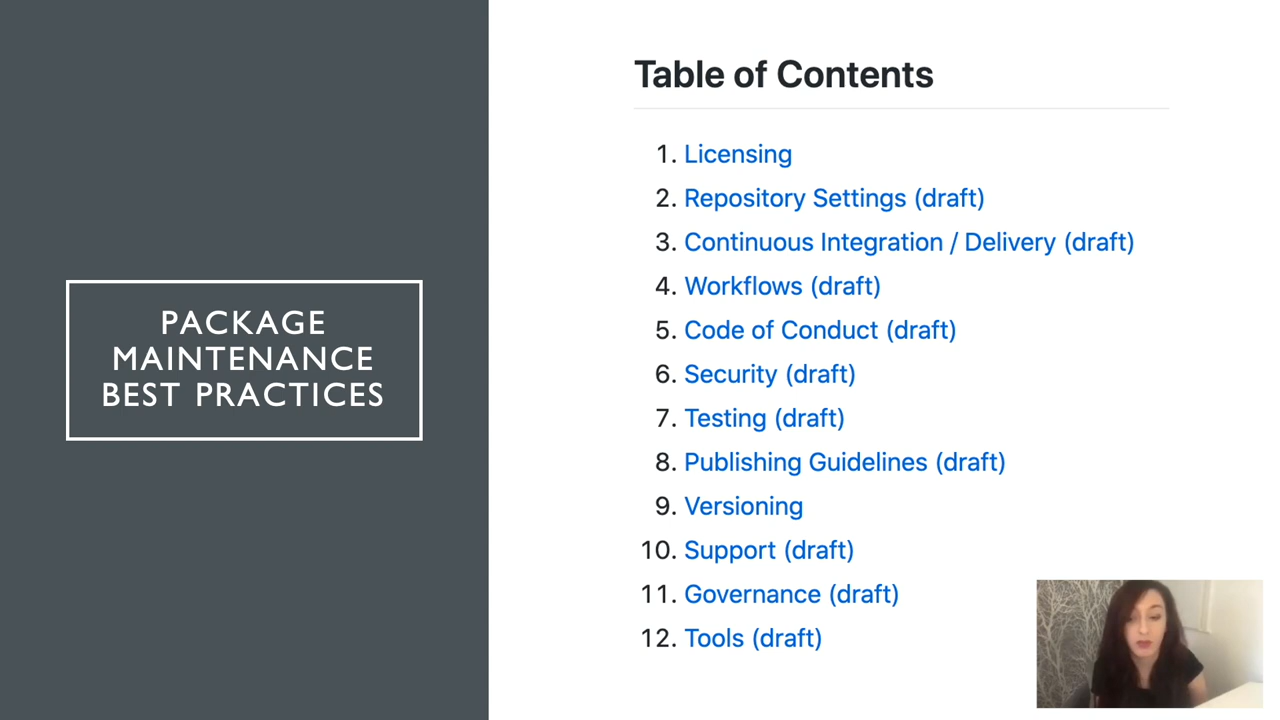 PACKAGE
MAINTENANCE
BEST PRACTICES
Table of Contents
1. Licensing
2. Repository Settings (draft)
3. Continuous Integration / Delivery (draft)
4. Workflows (draft)
5. Code of Conduct (draft)
6. Security (draft)
7. Testing (draft)
8. Publishing Guidelines (draft)
9. Versioning
10. Support (draft)
11. Governance (draft)
12. Tools (draft)